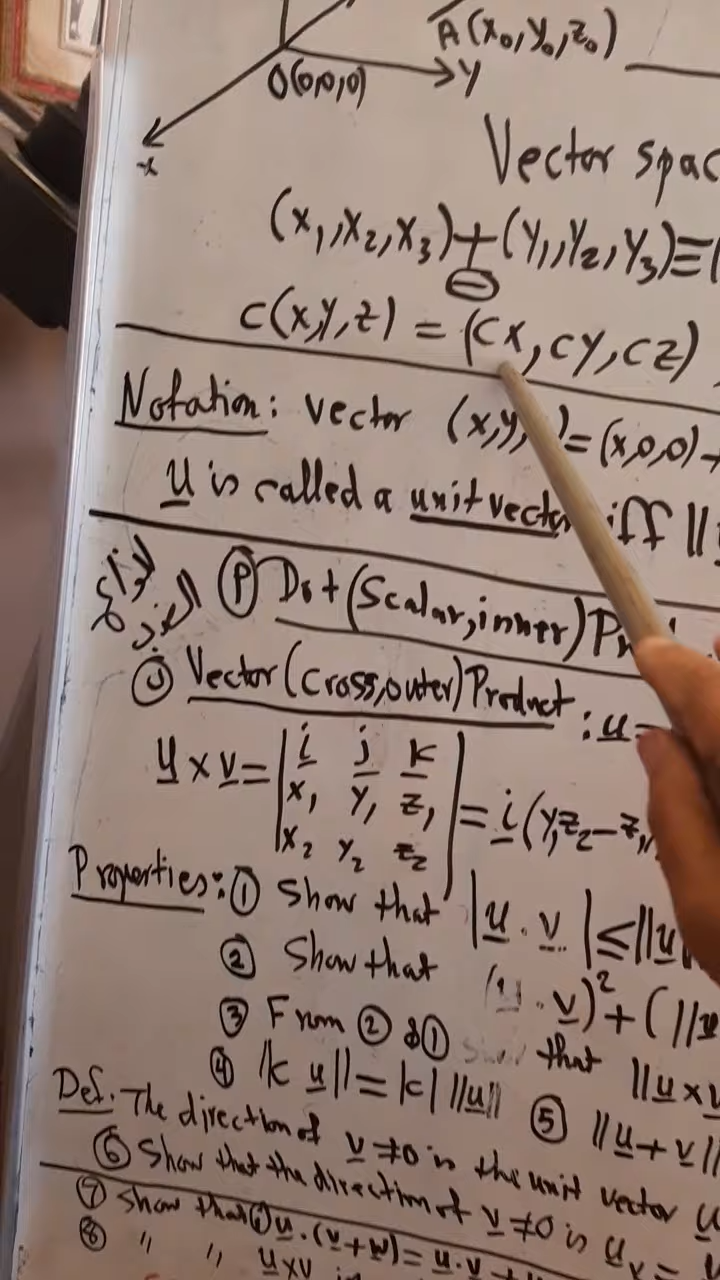 A(x₀,y₀,z₀)
O(0,0,0)
Y
x
Vector spac
(x₁,x₂,x₃)+(y₁,y₂,y₃)≡(
c(x,y,z) = (cx,cy,cz)
Notation: vector (x,y, )=(x,0,0)+
u is called a unit vector iff ||
Dot (Scalar,inner) Pr
Vector (cross,outer) Product : u
u × v = | i j k
x₁ y₁ z₁
x₂ y₂ z₂ | = i(y₁z₂-z₁
Properties: ① Show that |u . v| ≤ ||u
② Show that (u . v)² + (||u
③ From ② & ① show that ||u×v
④ ||k u|| = |k| ||u|| ⑤ ||u + v||
Def. The direction of v≠0 is the unit vector u
⑥ Show that the direction of v≠0 is u_v =
⑦ Show that ① u . (v+w) = u . v +
⑧ " " u×v